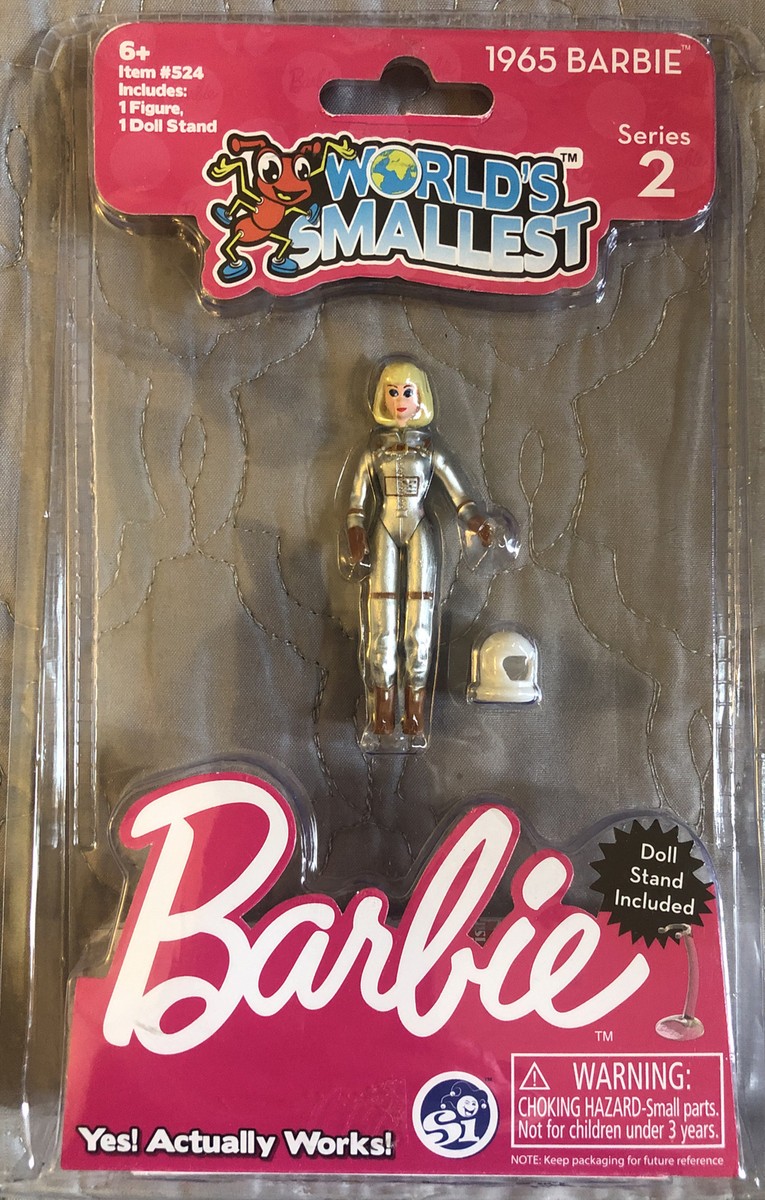 6+
Item #524
Includes:
1 Figure,
1 Doll Stand
1965 BARBIE™
Series
2
WORLD'S™
SMALLEST
Doll
Stand
Included
Barbie™
Yes! Actually Works!
Si
⚠ WARNING:
CHOKING HAZARD-Small parts.
Not for children under 3 years.
NOTE: Keep packaging for future reference